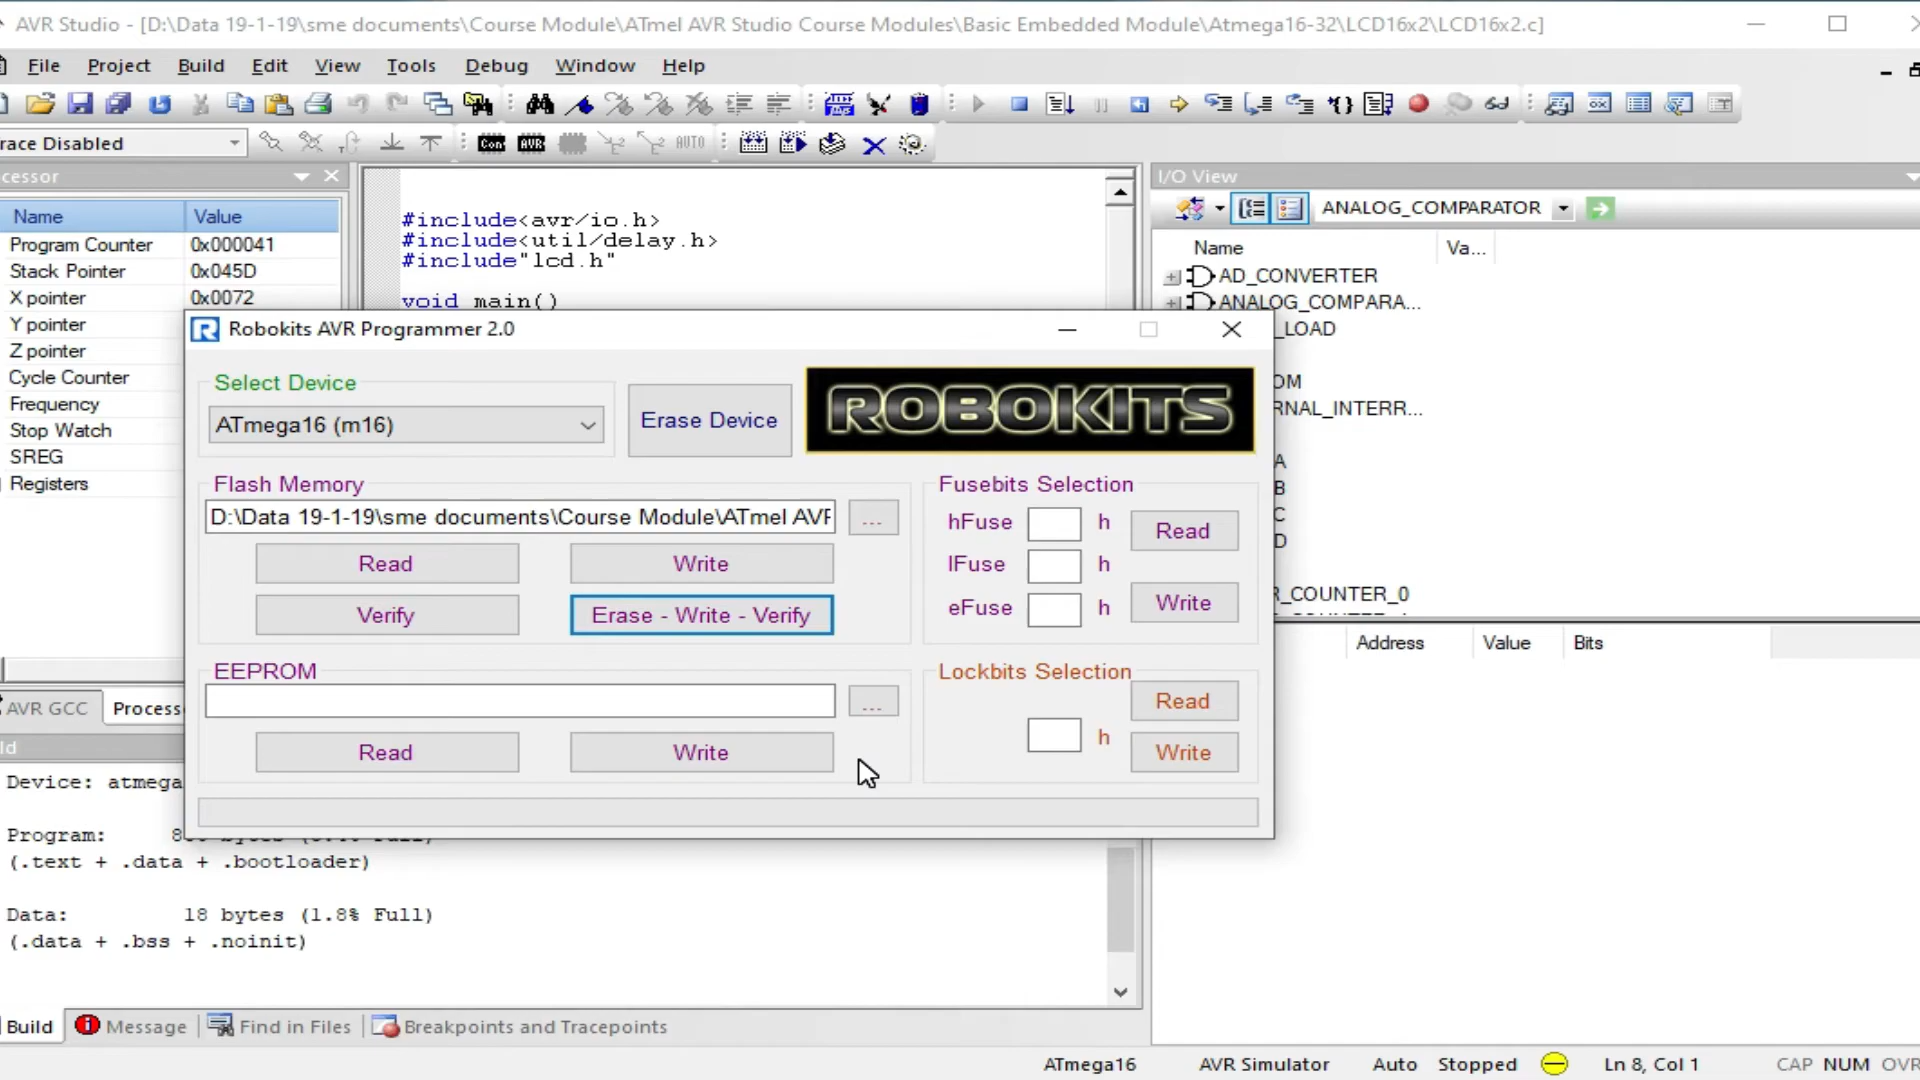 AVR Studio - [D:\Data 19-1-19\sme documents\Course Module\ATmel AVR Studio Course Modules\Basic Embedded Module\Atmega16-32\LCD16x2\LCD16x2.c]
File Project Build Edit View Tools Debug Window Help
race Disabled
Con AVR AUTO
cessor
I/O View
Name Value
Program Counter 0x000041
Stack Pointer 0x045D
X pointer 0x0072
Y pointer
Z pointer
Cycle Counter
Frequency
Stop Watch
SREG
Registers
#include<avr/io.h>
#include<util/delay.h>
#include"lcd.h"
void main()
ANALOG_COMPARATOR
Name Va...
AD_CONVERTER
ANALOG_COMPARA...
_LOAD
OM
RNAL_INTERR...
A
B
C
D
R_COUNTER_0
Address Value Bits
Robokits AVR Programmer 2.0
Select Device
ATmega16 (m16)
Erase Device
ROBOKITS
Flash Memory
D:\Data 19-1-19\sme documents\Course Module\ATmel AVR
...
Read Write
Verify Erase - Write - Verify
Fusebits Selection
hFuse h Read
lFuse h
eFuse h Write
EEPROM
...
Read Write
Lockbits Selection
Read
h
Write
AVR GCC Process
ld
Device: atmega
Program:
(.text + .data + .bootloader)
Data: 18 bytes (1.8% Full)
(.data + .bss + .noinit)
Build Message Find in Files Breakpoints and Tracepoints
ATmega16 AVR Simulator Auto Stopped Ln 8, Col 1 CAP NUM OVR